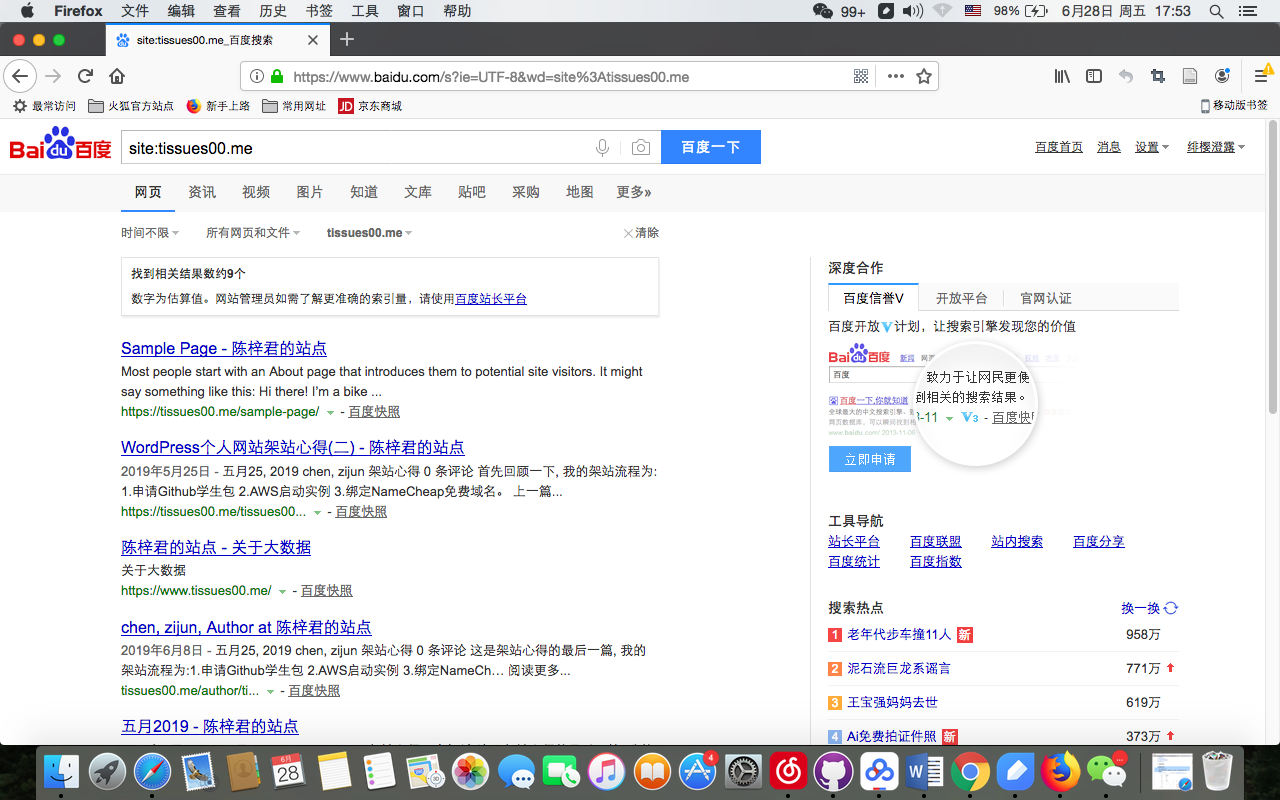 Firefox 文件 编辑 查看 历史 书签 工具 窗口 帮助 99+ 98% 6月28日 周五 17:53
site:tissues00.me_百度搜索
https://www.baidu.com/s?ie=UTF-8&wd=site%3Atissues00.me
最常访问 火狐官方站点 新手上路 常用网址 JD 京东商城 移动版书签
Bai du 百度 site:tissues00.me 百度一下 百度首页 消息 设置 绯樱澄露
网页 资讯 视频 图片 知道 文库 贴吧 采购 地图 更多»
时间不限 所有网页和文件 tissues00.me 清除
找到相关结果数约9个
数字为估算值。网站管理员如需了解更准确的索引量，请使用百度站长平台
Sample Page - 陈梓君的站点
Most people start with an About page that introduces them to potential site visitors. It might
say something like this: Hi there! I'm a bike ...
https://tissues00.me/sample-page/ - 百度快照
WordPress个人网站架站心得(二) - 陈梓君的站点
2019年5月25日 - 五月25, 2019 chen, zijun 架站心得 0 条评论 首先回顾一下, 我的架站流程为:
1.申请Github学生包 2.AWS启动实例 3.绑定NameCheap免费域名。 上一篇...
https://tissues00.me/tissues00... - 百度快照
陈梓君的站点 - 关于大数据
关于大数据
https://www.tissues00.me/ - 百度快照
chen, zijun, Author at 陈梓君的站点
2019年6月8日 - 五月25, 2019 chen, zijun 架站心得 0 条评论 这是架站心得的最后一篇, 我的
架站流程为:1.申请Github学生包 2.AWS启动实例 3.绑定NameCh... 阅读更多...
tissues00.me/author/ti... - 百度快照
五月2019 - 陈梓君的站点
深度合作
百度信誉V 开放平台 官网认证
百度开放V计划，让搜索引擎发现您的价值
Bai du 百度 新闻
百度
百度一下,你就知道
致力于让网民更便
到相关的搜索结果。
-11 V3 - 百度快
www.baidu.com/ 2013-11-06
立即申请
工具导航
站长平台 百度联盟 站内搜索 百度分享
百度统计 百度指数
搜索热点 换一换
1 老年代步车撞11人 新 958万
2 泥石流巨龙系谣言 771万
3 王宝强妈妈去世 619万
4 Ai免费拍证件照 新 373万
6月
28
4
W